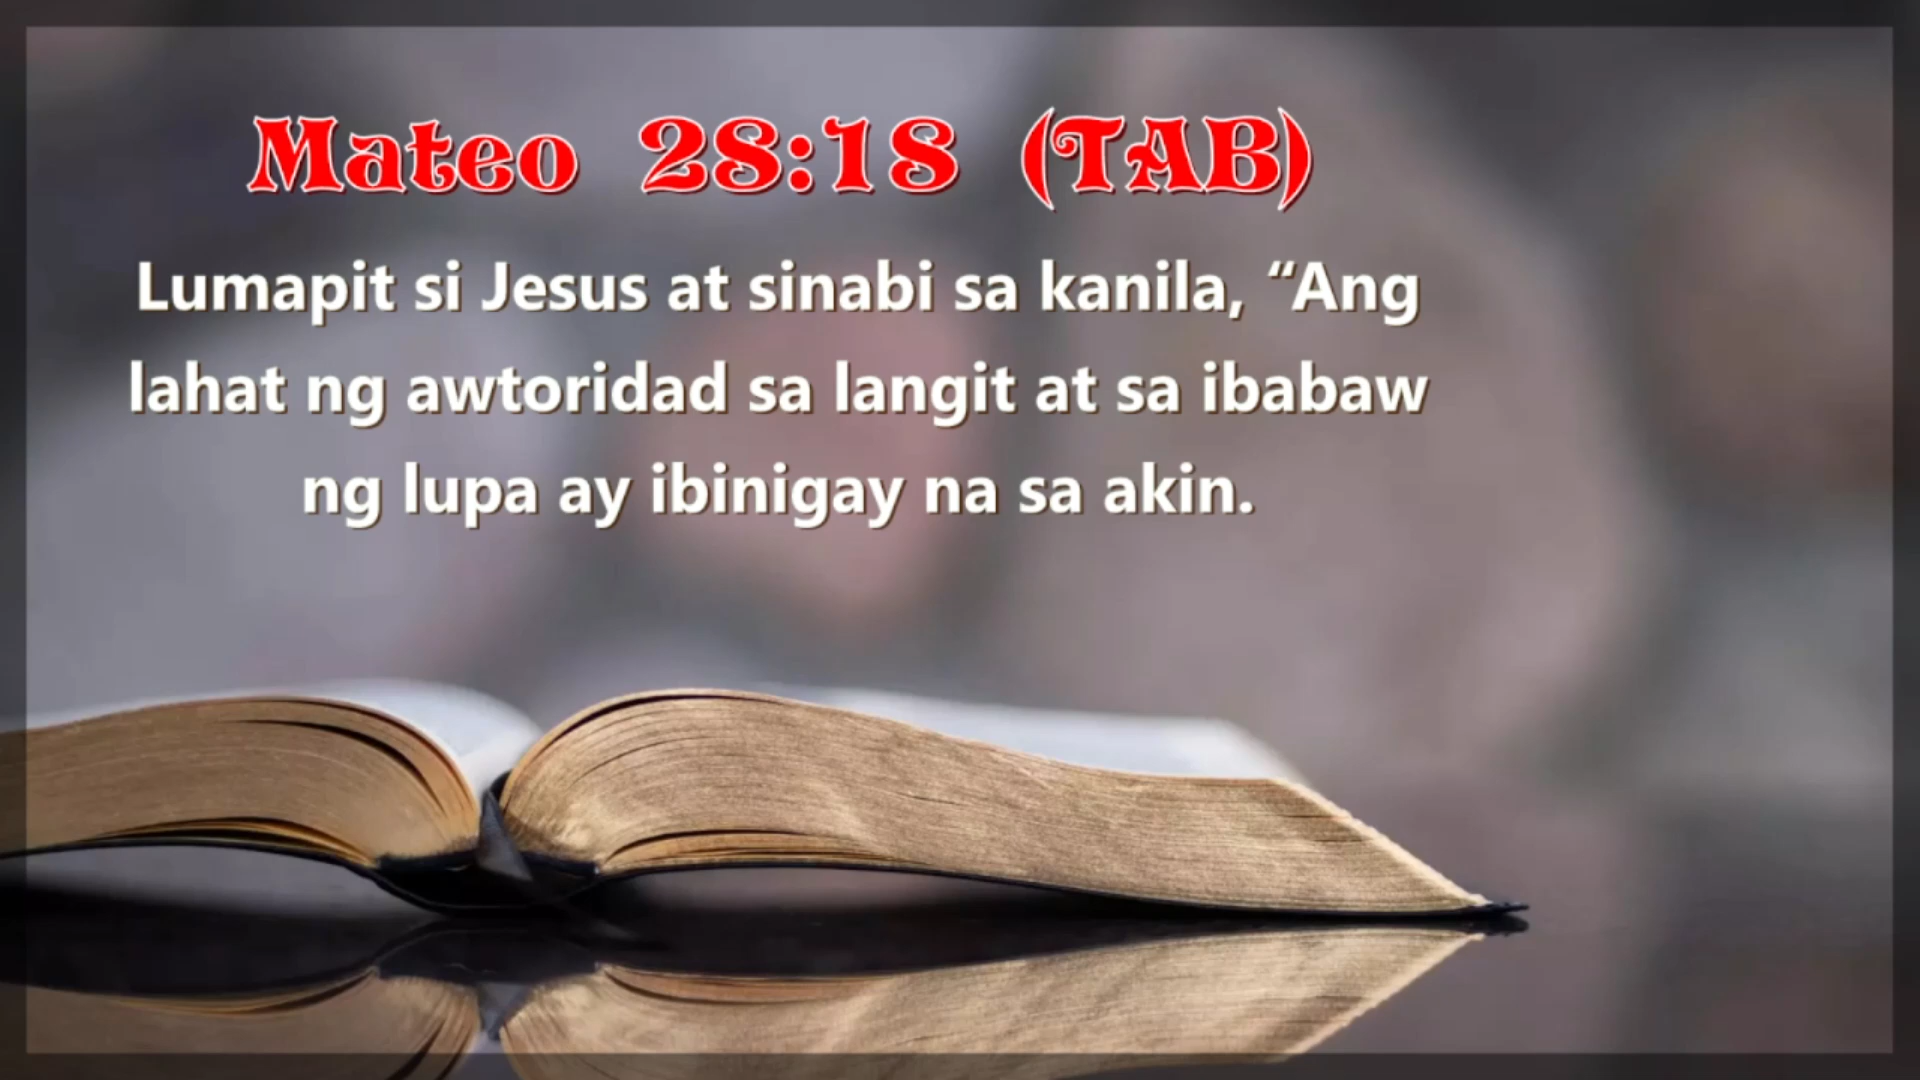 Mateo 28:18 (TAB)
Lumapit si Jesus at sinabi sa kanila, “Ang
lahat ng awtoridad sa langit at sa ibabaw
ng lupa ay ibinigay na sa akin.